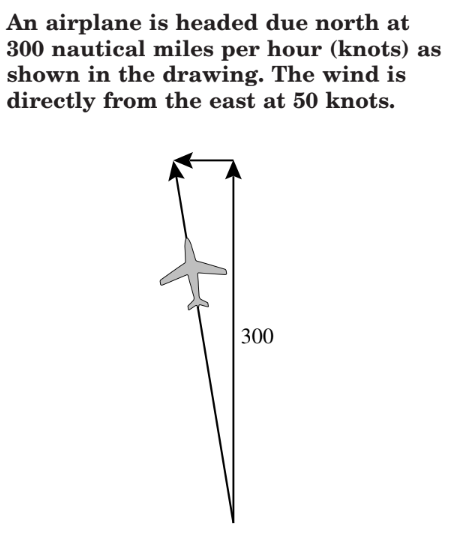 An airplane is headed due north at
300 nautical miles per hour (knots) as
shown in the drawing. The wind is
directly from the east at 50 knots.
300